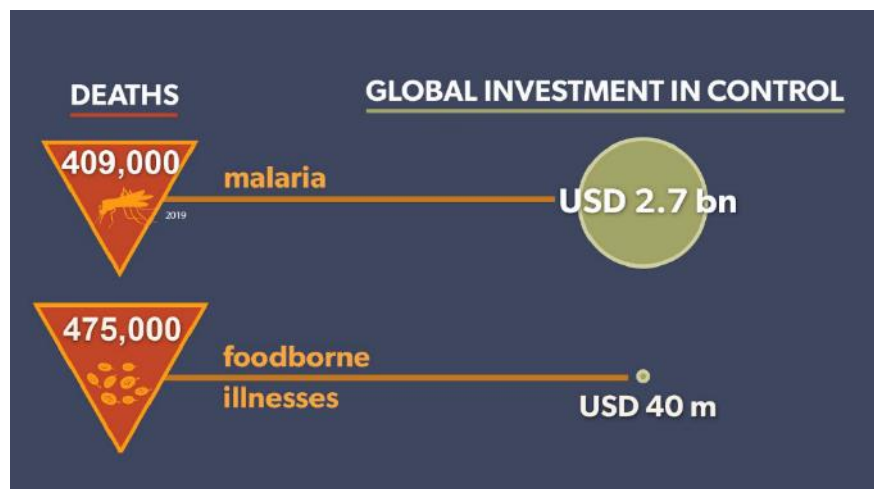 DEATHS
GLOBAL INVESTMENT IN CONTROL
409,000
2019
malaria
USD 2.7 bn
475,000
foodborne
illnesses
USD 40 m